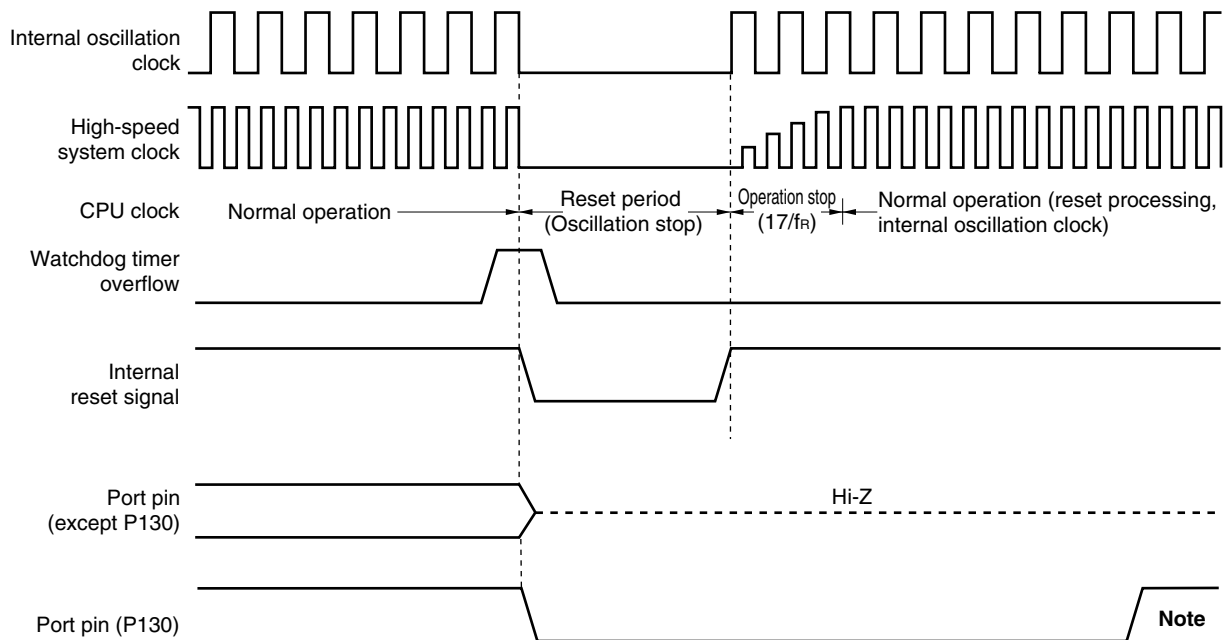 Internal oscillation
clock
High-speed
system clock
CPU clock
Normal operation
Reset period
(Oscillation stop)
Operation stop
(17/fR)
Normal operation (reset processing,
internal oscillation clock)
Watchdog timer
overflow
Internal
reset signal
Port pin
(except P130)
Hi-Z
Port pin (P130)
Note